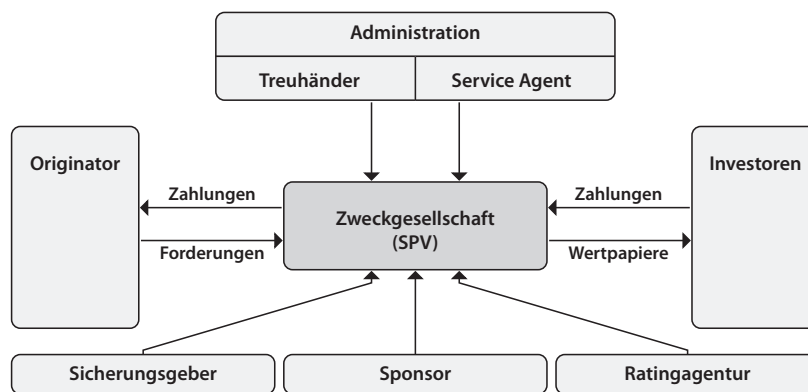 Administration
Treuhänder
Service Agent
Originator
Investoren
Zahlungen
Zweckgesellschaft
(SPV)
Zahlungen
Forderungen
Wertpapiere
Sicherungsgeber
Sponsor
Ratingagentur